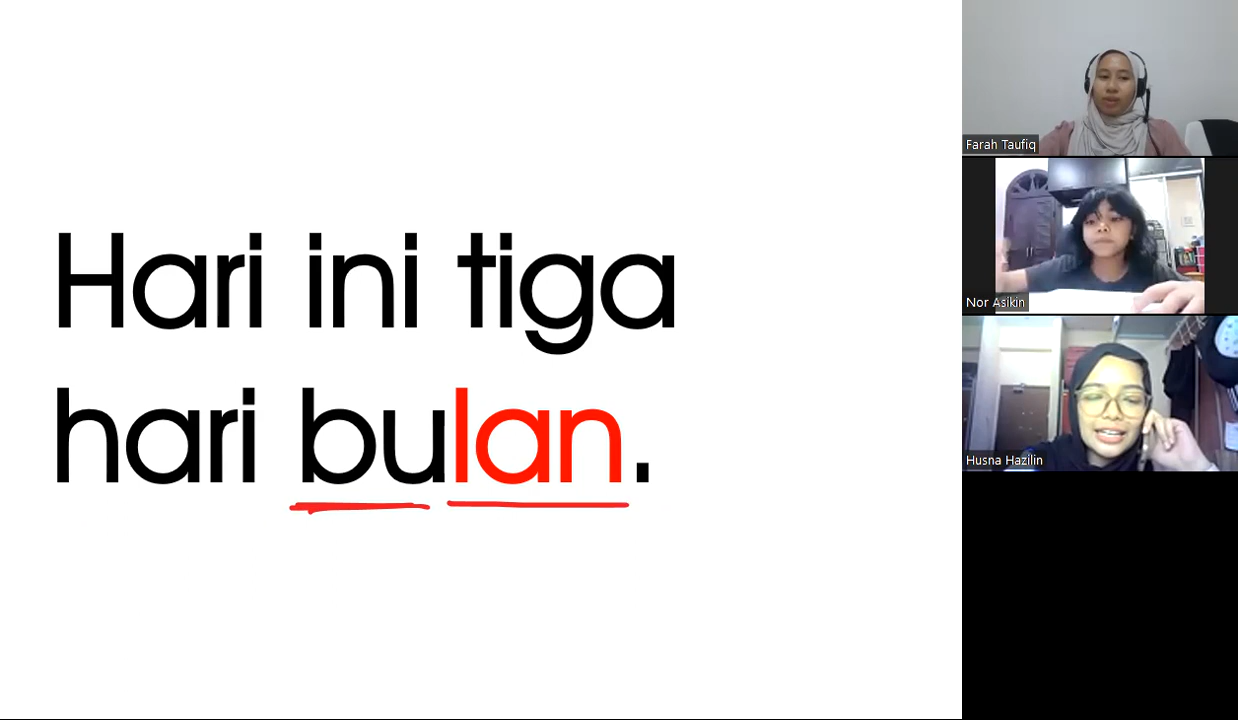 Hari ini tiga
hari bulan.
Farah Taufiq
Nor Asikin
Husna Hazilin